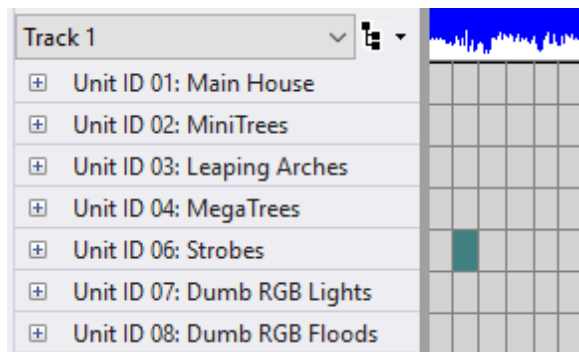 Track 1
Unit ID 01: Main House
Unit ID 02: MiniTrees
Unit ID 03: Leaping Arches
Unit ID 04: MegaTrees
Unit ID 06: Strobes
Unit ID 07: Dumb RGB Lights
Unit ID 08: Dumb RGB Floods